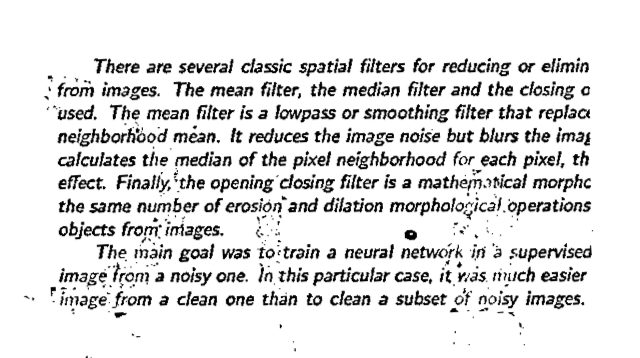 There are several classic spatial filters for reducing or elimin
from images. The mean filter, the median filter and the closing o
used. The mean filter is a lowpass or smoothing filter that replace
neighborhood mean. It reduces the image noise but blurs the imag
calculates the median of the pixel neighborhood for each pixel, th
effect. Finally, the opening closing filter is a mathematical morpho
the same number of erosion and dilation morphological operations
objects from images.
The main goal was to train a neural network in a supervised
image from a noisy one. In this particular case, it was much easier
image from a clean one than to clean a subset of noisy images.